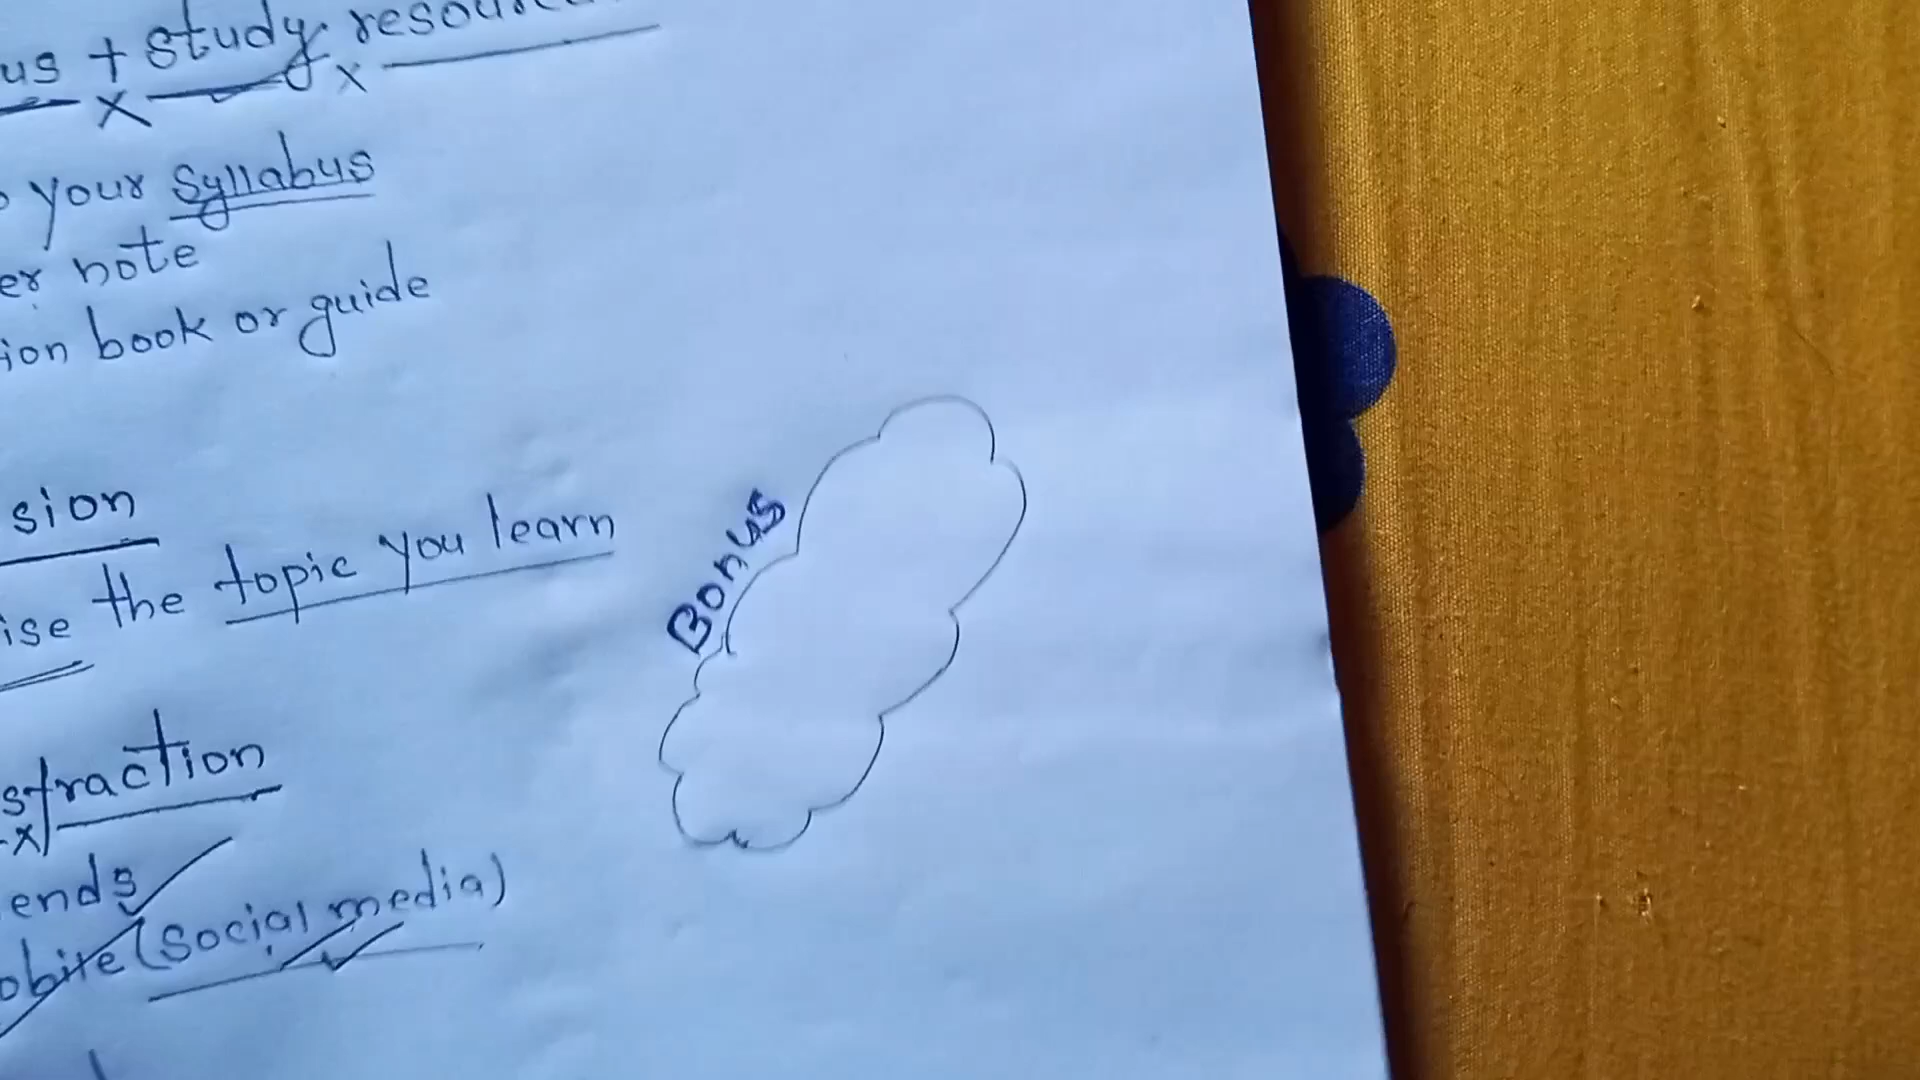 us + study resource
your syllabus
er note
ion book or guide
sion
ise the topic you learn
Bonus
straction
ends
obile (social media)